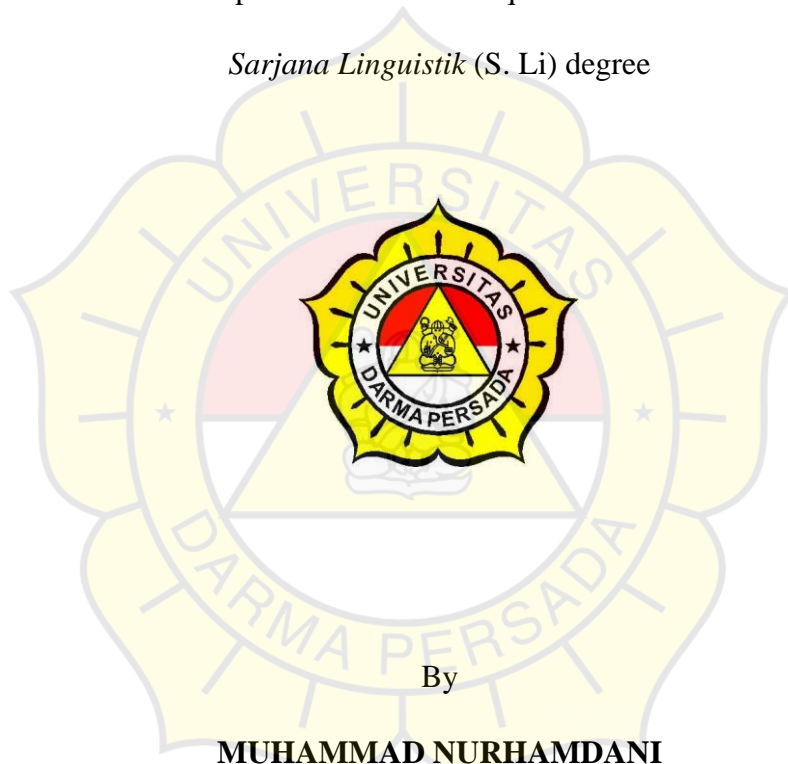 Sarjana Linguistik (S. Li) degree
UNIVERSITAS
DARMA PERSADA
UNIVERSITAS
DARMA PERSADA
By
MUHAMMAD NURHAMDANI